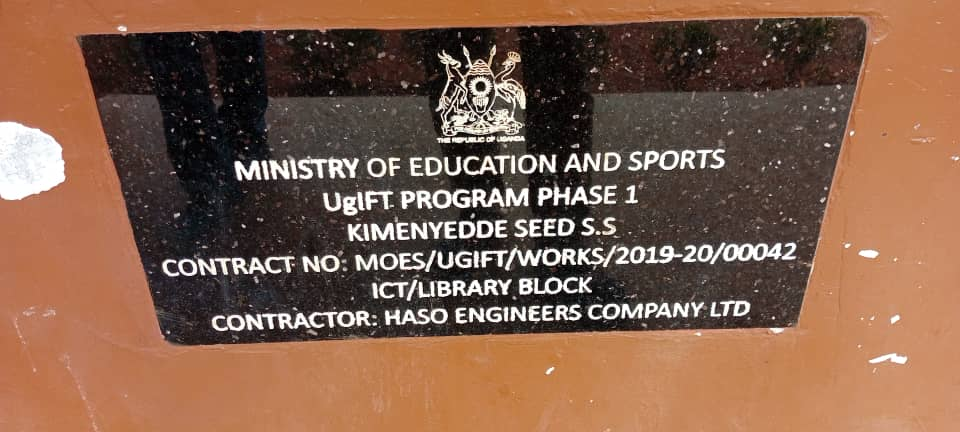 THE REPUBLIC OF UGANDA
MINISTRY OF EDUCATION AND SPORTS
UgIFT PROGRAM PHASE 1
KIMENYEDDE SEED S.S
CONTRACT NO: MOES/UGIFT/WORKS/2019-20/00042
ICT/LIBRARY BLOCK
CONTRACTOR: HASO ENGINEERS COMPANY LTD